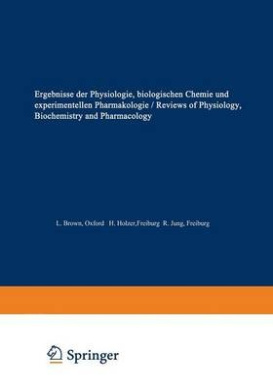 Ergebnisse der Physiologie, biologischen Chemie und
experimentellen Pharmakologie / Reviews of Physiology,
Biochemistry and Pharmacology
L. Brown, Oxford H. Holzer,Freiburg R. Jung, Freiburg
Springer